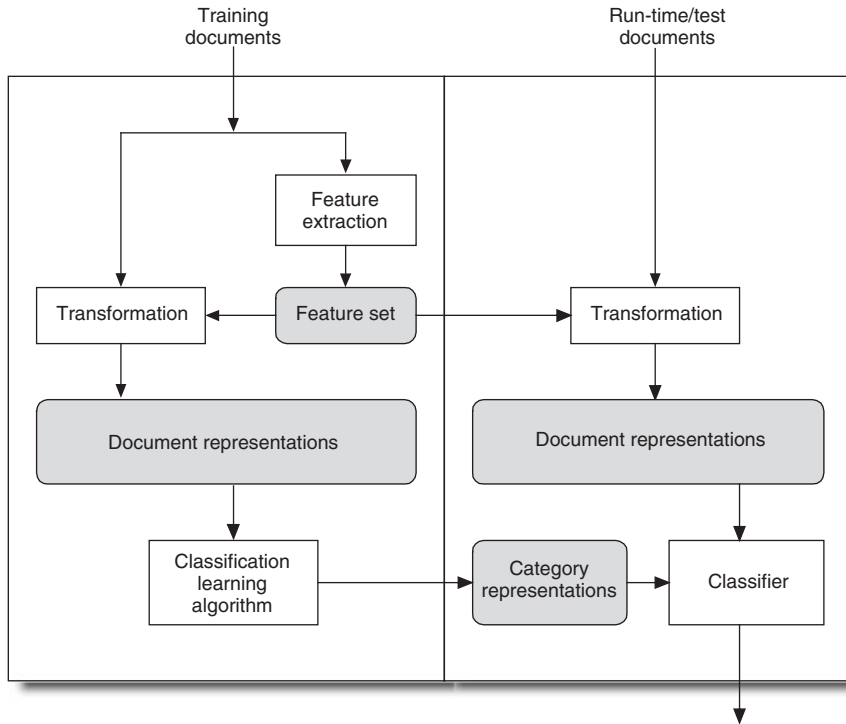 Training
documents
Run-time/test
documents
Feature
extraction
Transformation
Feature set
Transformation
Document representations
Document representations
Classification
learning
algorithm
Category
representations
Classifier